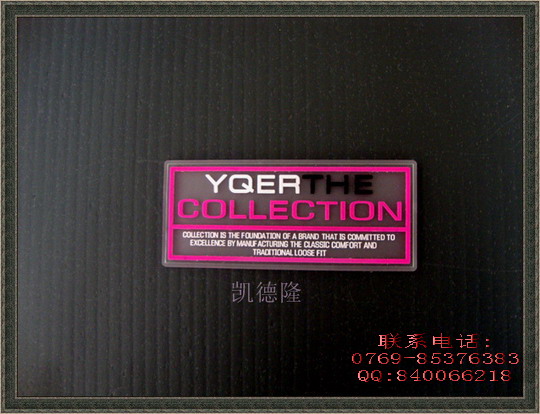 YQERTHE
COLLECTION
COLLECTION IS THE FOUNDATION OF A BRAND THAT IS COMMITTED TO
EXCELLENCE BY MANUFACTURING THE CLASSIC COMFORT AND
TRADITIONAL LOOSE FIT
凯德隆
联系电话:
0769-85376383
QQ:840066218